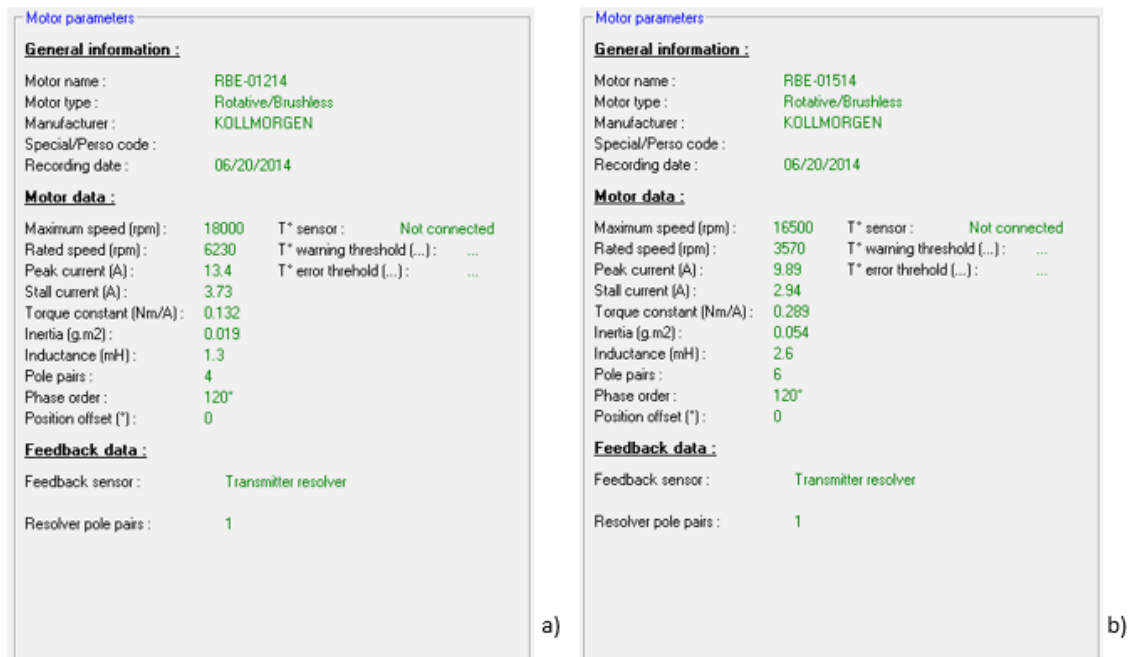 Motor parameters
General information :
Motor name : RBE-01214
Motor type : Rotative/Brushless
Manufacturer : KOLLMORGEN
Special/Perso code :
Recording date : 06/20/2014
Motor data :
Maximum speed (rpm) : 18000 T° sensor : Not connected
Rated speed (rpm) : 6230 T° warning threshold (...) : ...
Peak current (A) : 13.4 T° error threhold (...) : ...
Stall current (A) : 3.73
Torque constant (Nm/A) : 0.132
Inertia (g.m2) : 0.019
Inductance (mH) : 1.3
Pole pairs : 4
Phase order : 120°
Position offset (°) : 0
Feedback data :
Feedback sensor : Transmitter resolver
Resolver pole pairs : 1
a)
Motor parameters
General information :
Motor name : RBE-01514
Motor type : Rotative/Brushless
Manufacturer : KOLLMORGEN
Special/Perso code :
Recording date : 06/20/2014
Motor data :
Maximum speed (rpm) : 16500 T° sensor : Not connected
Rated speed (rpm) : 3570 T° warning threshold (...) : ...
Peak current (A) : 9.89 T° error threhold (...) : ...
Stall current (A) : 2.94
Torque constant (Nm/A) : 0.289
Inertia (g.m2) : 0.054
Inductance (mH) : 2.6
Pole pairs : 6
Phase order : 120°
Position offset (°) : 0
Feedback data :
Feedback sensor : Transmitter resolver
Resolver pole pairs : 1
b)